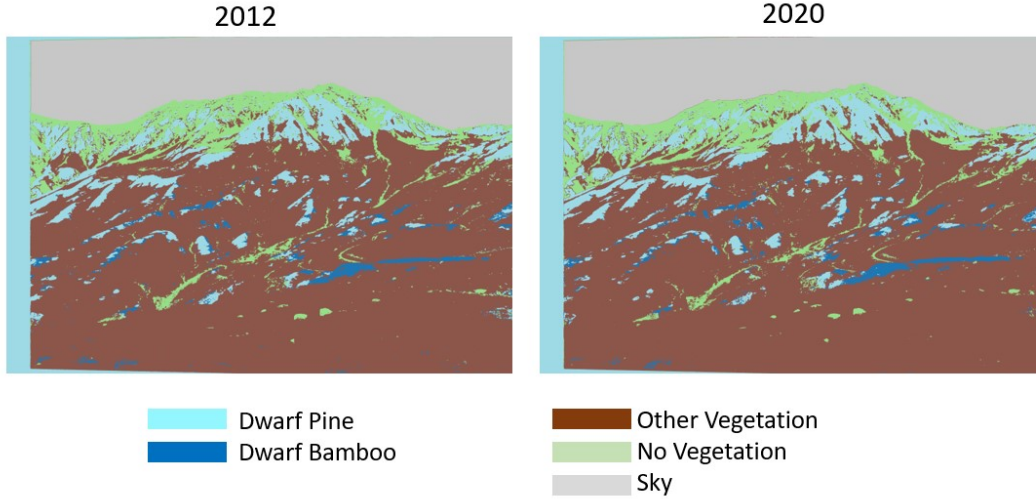 2012
2020
Dwarf Pine
Dwarf Bamboo
Other Vegetation
No Vegetation
Sky